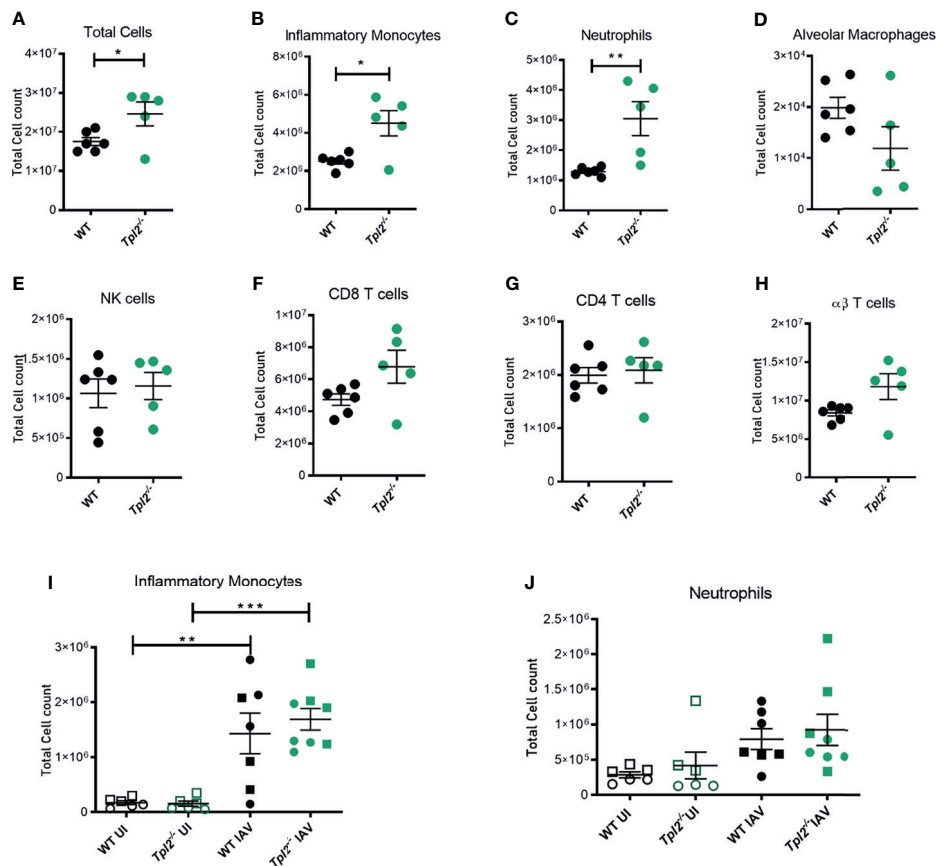 A
Total Cells
*
Total Cell count
4×10⁷
3×10⁷
2×10⁷
1×10⁷
0
WT
Tpl2⁻/⁻
B
Inflammatory Monocytes
*
Total Cell count
8×10⁶
6×10⁶
4×10⁶
2×10⁶
0
WT
Tpl2⁻/⁻
C
Neutrophils
**
Total Cell count
5×10⁶
4×10⁶
3×10⁶
2×10⁶
1×10⁶
0
WT
Tpl2⁻/⁻
D
Alveolar Macrophages
Total Cell count
3×10⁴
2×10⁴
1×10⁴
0
WT
Tpl2⁻/⁻
E
NK cells
Total Cell count
2×10⁶
1.5×10⁶
1×10⁶
5×10⁵
0
WT
Tpl2⁻/⁻
F
CD8 T cells
Total Cell count
1×10⁷
8×10⁶
6×10⁶
4×10⁶
2×10⁶
0
WT
Tpl2⁻/⁻
G
CD4 T cells
Total Cell count
3×10⁶
2×10⁶
1×10⁶
0
WT
Tpl2⁻/⁻
H
αβ T cells
Total Cell count
2×10⁷
1.5×10⁷
1×10⁷
5×10⁶
0
WT
Tpl2⁻/⁻
I
Inflammatory Monocytes
***
**
Total Cell count
3×10⁶
2×10⁶
1×10⁶
0
WT UI
Tpl2⁻/⁻ UI
WT IAV
Tpl2⁻/⁻ IAV
J
Neutrophils
Total Cell count
2.5×10⁶
2×10⁶
1.5×10⁶
1×10⁶
5×10⁵
0
WT UI
Tpl2⁻/⁻ UI
WT IAV
Tpl2⁻/⁻ IAV